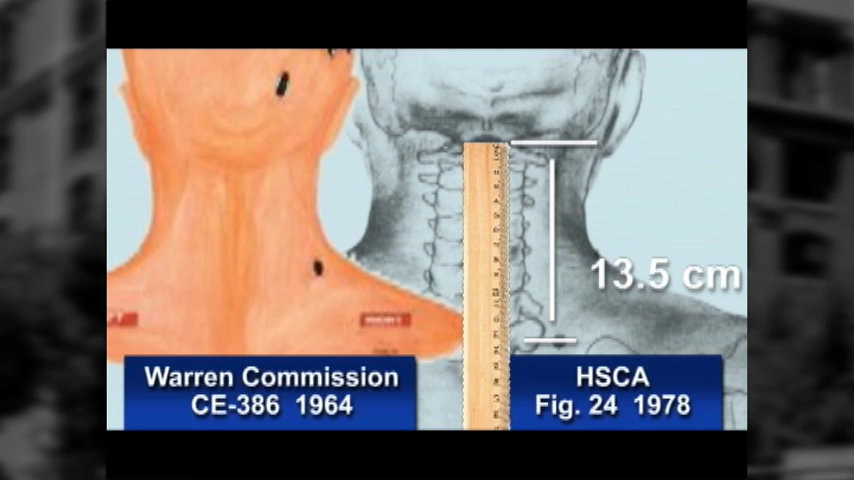 13.5 cm
Warren Commission
CE-386 1964
HSCA
Fig. 24 1978